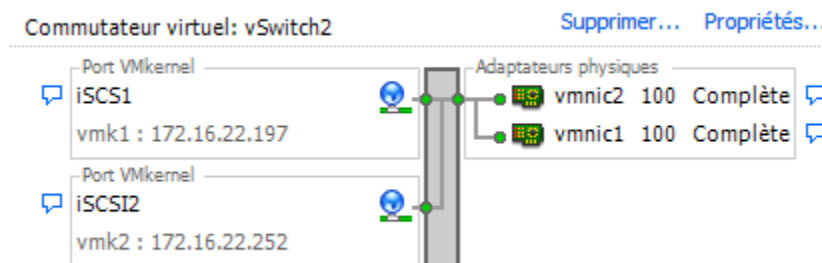 Commutateur virtuel: vSwitch2 Supprimer... Propriétés...
Port VMkernel
iSCS1
vmk1 : 172.16.22.197
Port VMkernel
iSCSI2
vmk2 : 172.16.22.252
Adaptateurs physiques
vmnic2 100 Complète
vmnic1 100 Complète